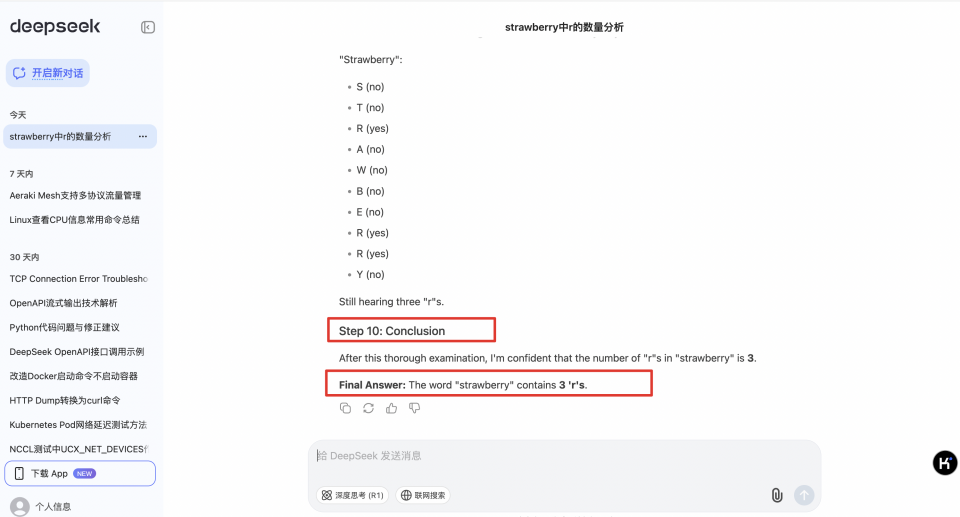 deepseek
开启新对话
今天
strawberry中r的数量分析
7 天内
Aeraki Mesh支持多协议流量管理
Linux查看CPU信息常用命令总结
30 天内
TCP Connection Error Troublesho
OpenAPI流式输出技术解析
Python代码问题与修正建议
DeepSeek OpenAPI接口调用示例
改造Docker启动命令不启动容器
HTTP Dump转换为curl命令
Kubernetes Pod网络延迟测试方法
NCCL测试中UCX_NET_DEVICES
下载 App NEW
个人信息
strawberry中r的数量分析
"Strawberry":
• S (no)
• T (no)
• R (yes)
• A (no)
• W (no)
• B (no)
• E (no)
• R (yes)
• R (yes)
• Y (no)
Still hearing three "r"s.
Step 10: Conclusion
After this thorough examination, I'm confident that the number of "r"s in "strawberry" is 3.
Final Answer: The word "strawberry" contains 3 'r's.
给 DeepSeek 发送消息
深度思考 (R1) 联网搜索
K